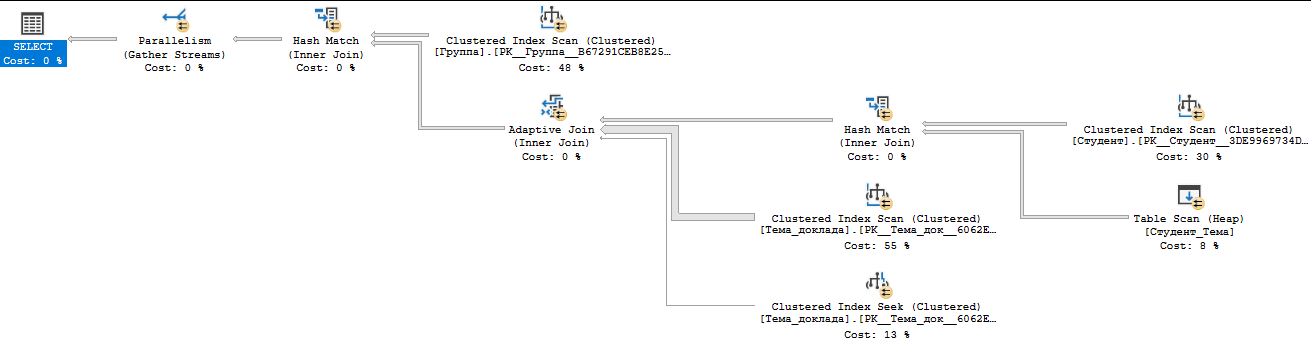 SELECT
Cost: 0 %
Parallelism
(Gather Streams)
Cost: 0 %
Hash Match
(Inner Join)
Cost: 0 %
Clustered Index Scan (Clustered)
[Группа].[PK__Группа__B67291CEB8E25…
Cost: 48 %
Adaptive Join
(Inner Join)
Cost: 0 %
Hash Match
(Inner Join)
Cost: 0 %
Clustered Index Scan (Clustered)
[Студент].[PK__Студент__3DE9969734D…
Cost: 30 %
Clustered Index Scan (Clustered)
[Тема_доклада].[PK__Тема_док__6062E…
Cost: 55 %
Table Scan (Heap)
[Студент_Тема]
Cost: 8 %
Clustered Index Seek (Clustered)
[Тема_доклада].[PK__Тема_док__6062E…
Cost: 13 %